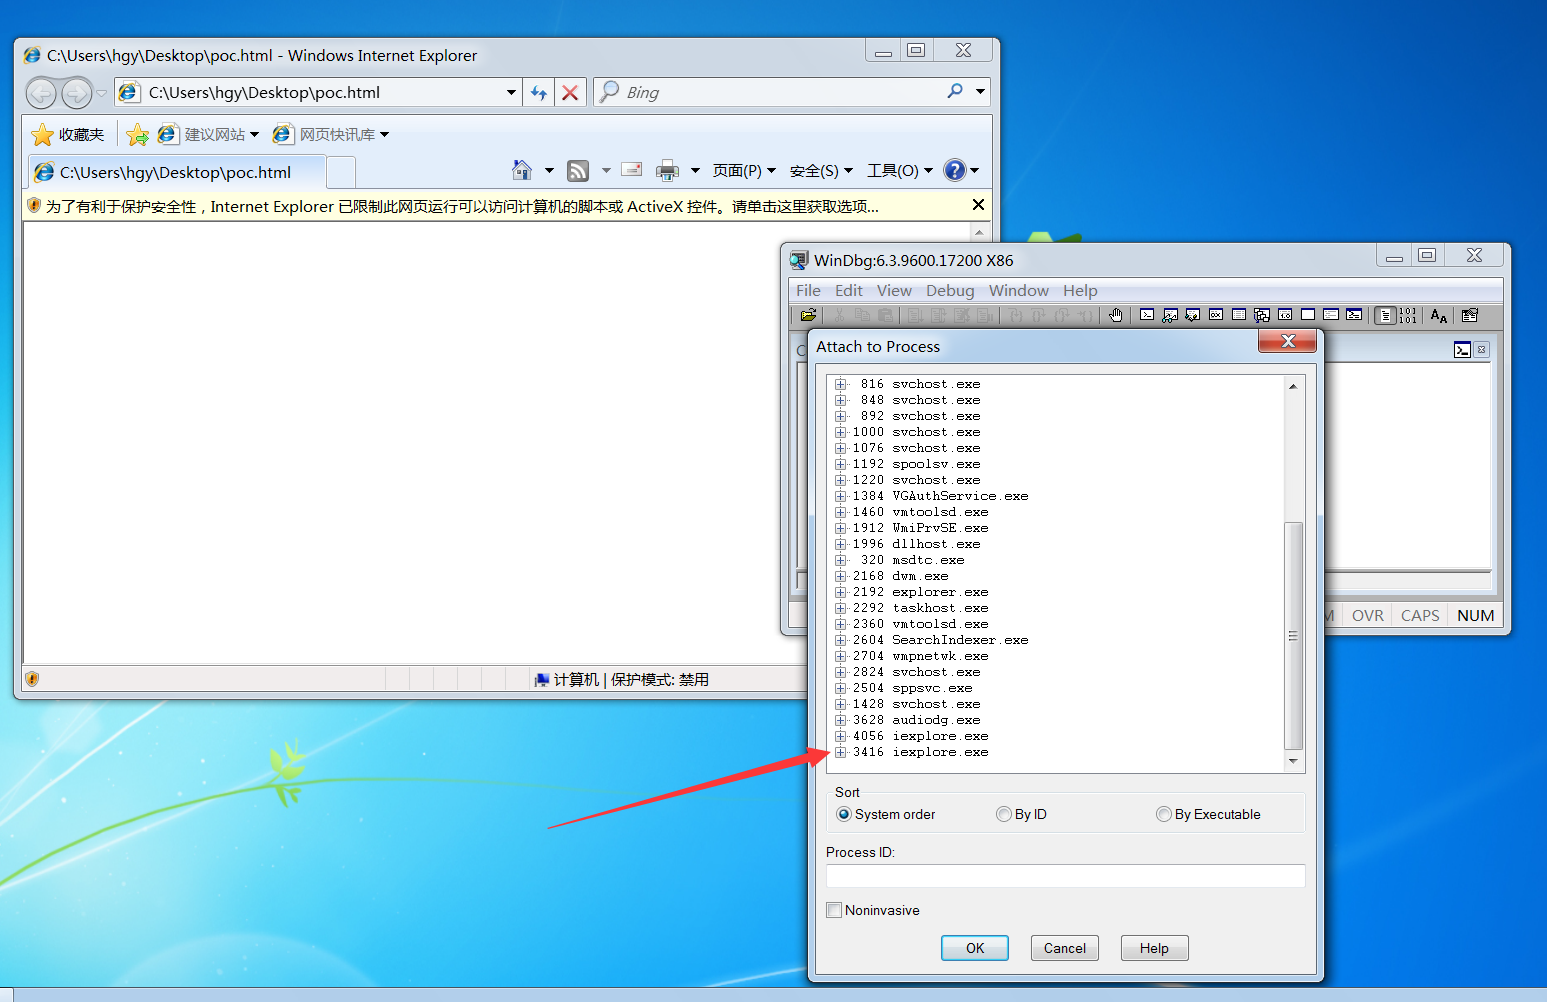 C:\Users\hgy\Desktop\poc.html - Windows Internet Explorer
C:\Users\hgy\Desktop\poc.html
Bing
收藏夹
建议网站
网页快讯库
C:\Users\hgy\Desktop\poc.html
页面(P)
安全(S)
工具(O)
为了有利于保护安全性，Internet Explorer 已限制此网页运行可以访问计算机的脚本或 ActiveX 控件。请单击这里获取选项...
计算机 | 保护模式: 禁用
WinDbg:6.3.9600.17200 X86
File Edit View Debug Window Help
Attach to Process
816 svchost.exe
848 svchost.exe
892 svchost.exe
1000 svchost.exe
1076 svchost.exe
1192 spoolsv.exe
1220 svchost.exe
1384 VGAuthService.exe
1460 vmtoolsd.exe
1912 WmiPrvSE.exe
1996 dllhost.exe
320 msdtc.exe
2168 dwm.exe
2192 explorer.exe
2292 taskhost.exe
2360 vmtoolsd.exe
2604 SearchIndexer.exe
2704 wmpnetwk.exe
2824 svchost.exe
2504 sppsvc.exe
1428 svchost.exe
3628 audiodg.exe
4056 iexplore.exe
3416 iexplore.exe
Sort
System order
By ID
By Executable
Process ID:
Noninvasive
OK
Cancel
Help
OVR CAPS NUM